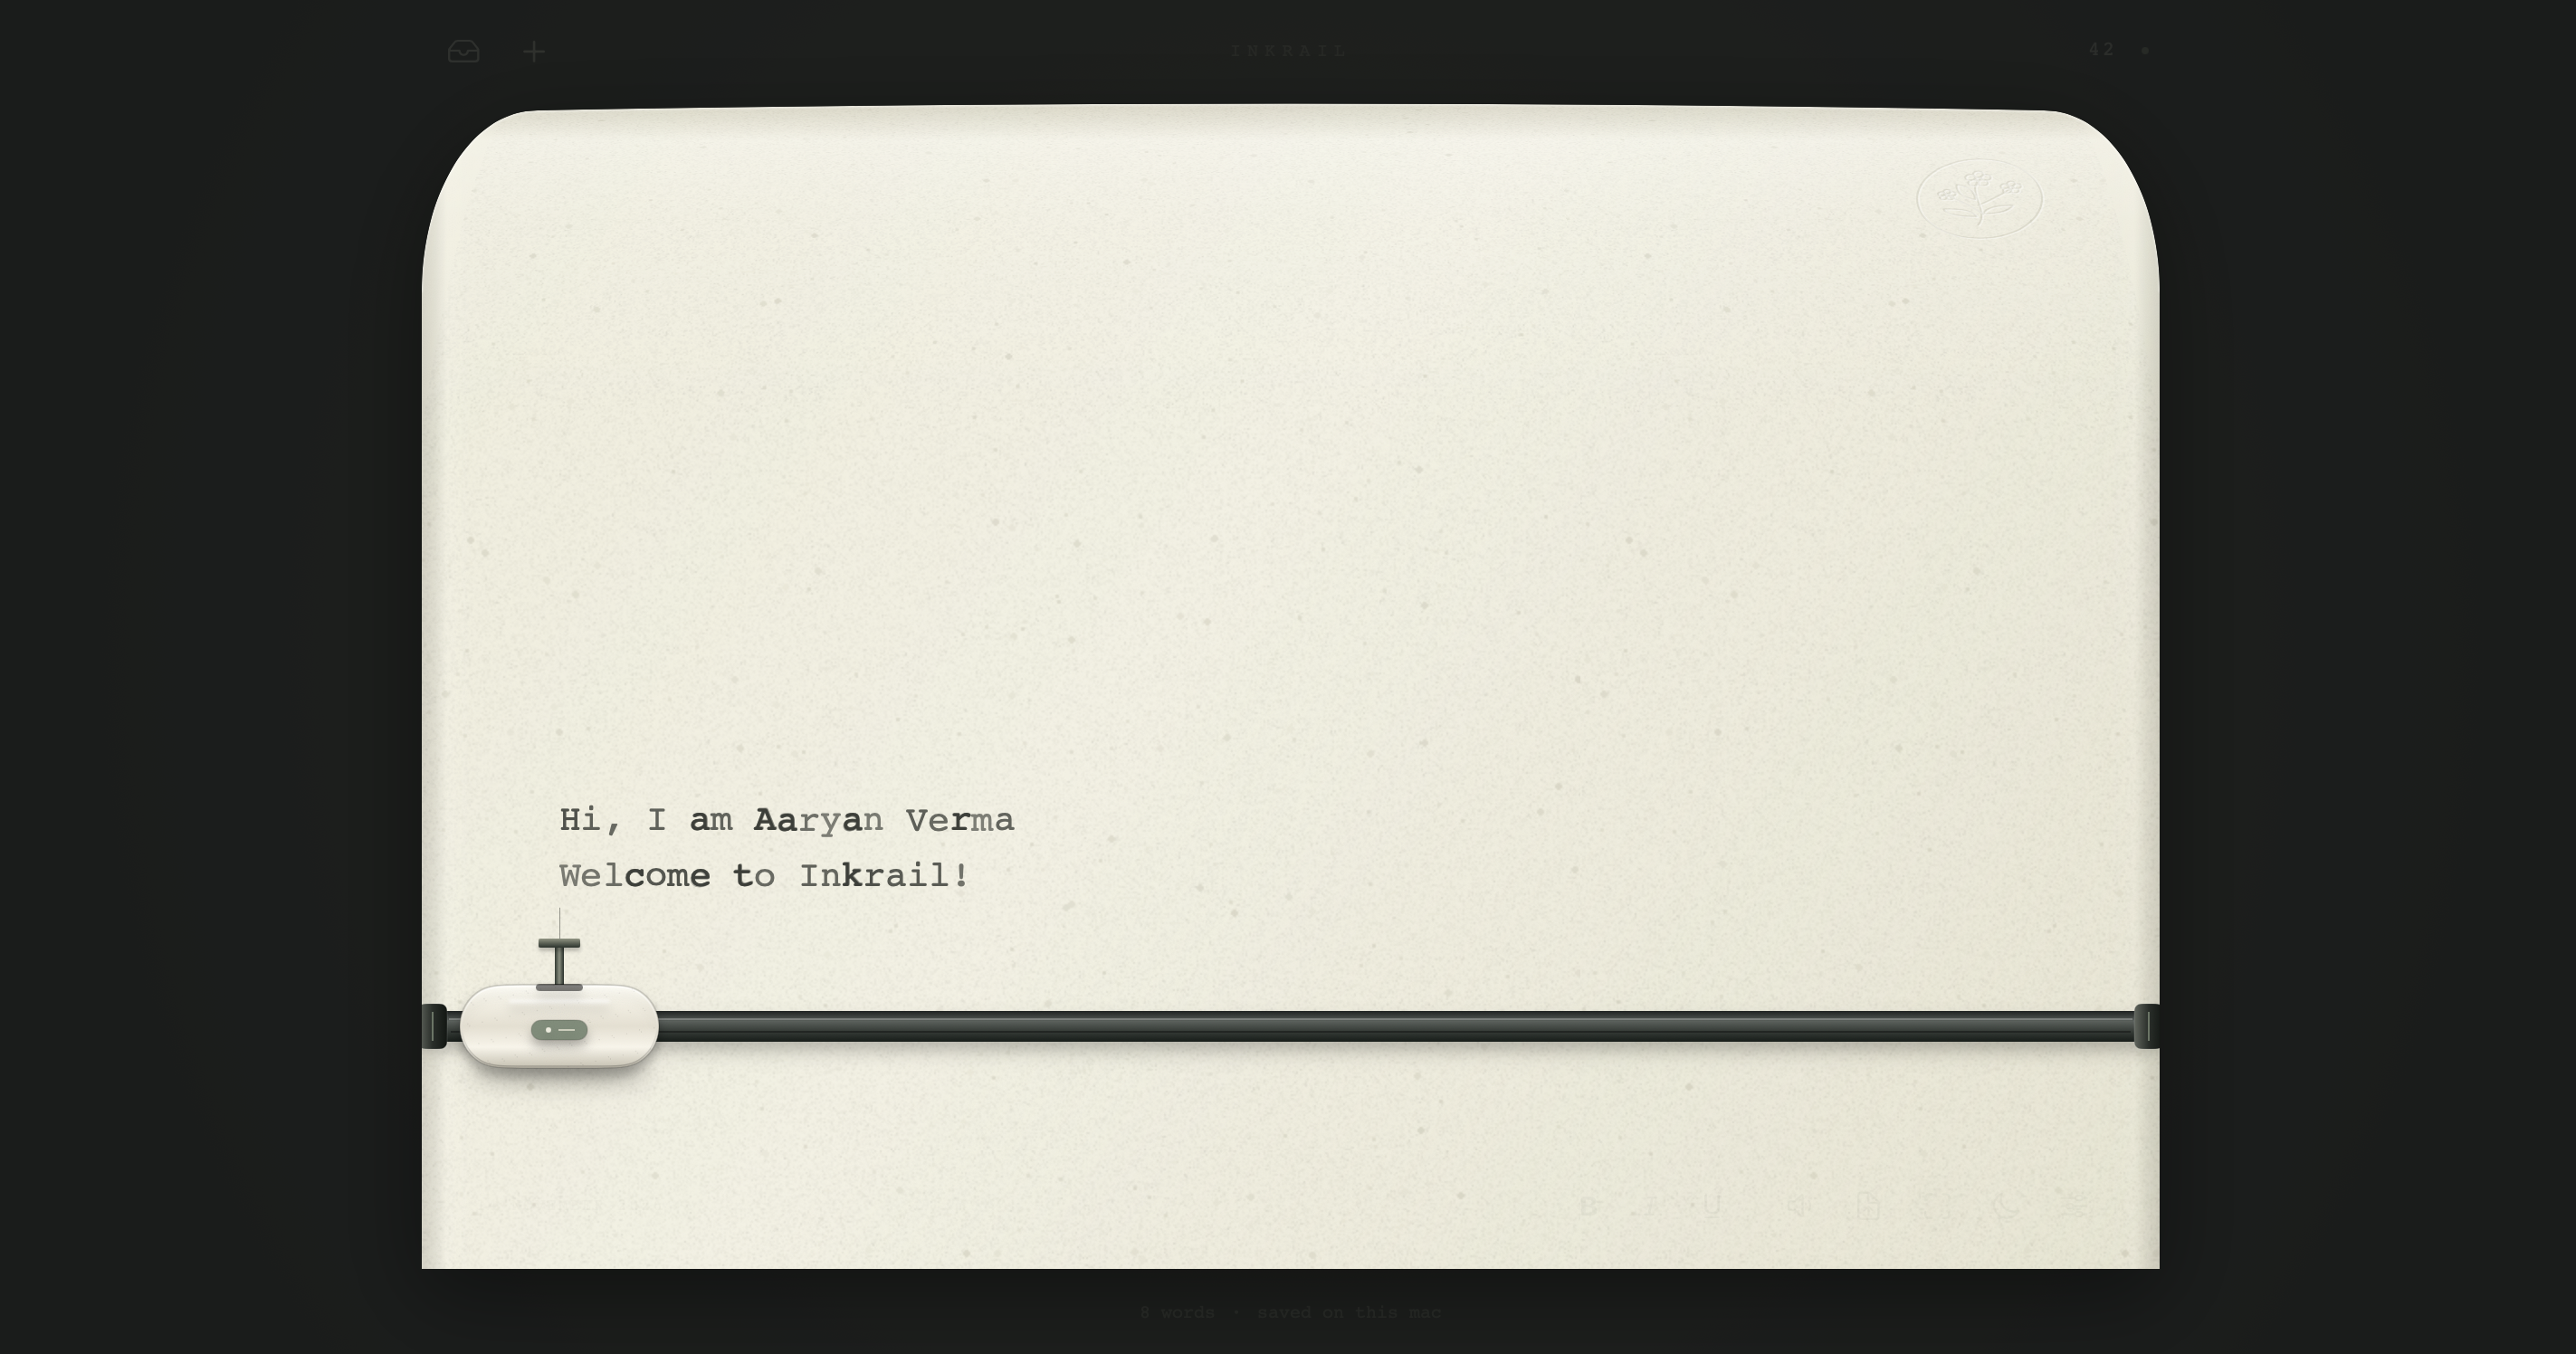 INKRAIL
42
Hi, I am Aaryan Verma
Welcome to Inkrail!
B I U
8 words · saved on this mac